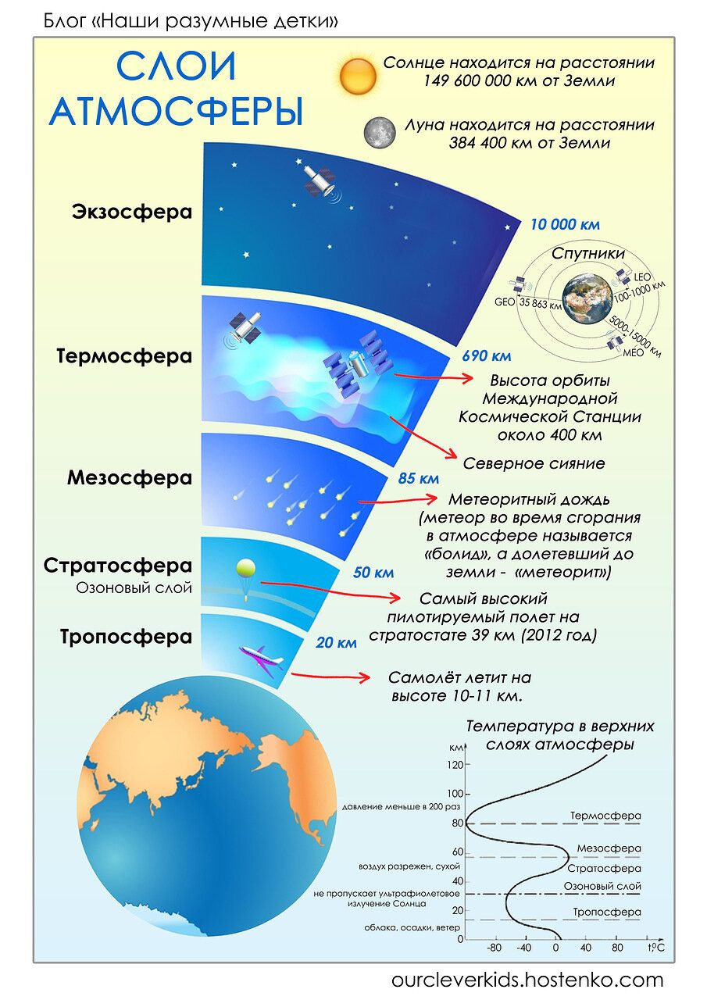 Блог «Наши разумные детки»
СЛОИ
АТМОСФЕРЫ
Солнце находится на расстоянии
149 600 000 км от Земли
Луна находится на расстоянии
384 400 км от Земли
Экзосфера
10 000 км
Спутники
LEO
100-1000 км
GEO
35 863 км
5000-15000 км
MEO
Термосфера
690 км
Высота орбиты
Международной
Космической Станции
около 400 км
Северное сияние
Мезосфера
85 км
Метеоритный дождь
(метеор во время сгорания
в атмосфере называется
«болид», а долетевший до
земли - «метеорит»)
Стратосфера
Озоновый слой
50 км
Самый высокий
пилотируемый полет на
стратостате 39 км (2012 год)
Тропосфера
20 км
Самолёт летит на
высоте 10-11 км.
Температура в верхних
слоях атмосферы
км
120
100
давление меньше в 200 раз
80
Термосфера
60
Мезосфера
воздух разрежен, сухой
Стратосфера
40
Озоновый слой
не пропускает ультрафиолетовое
излучение Солнца
20
Тропосфера
облака, осадки, ветер
0
-80 -40 0 40 80 t,°C
ourcleverkids.hostenko.com